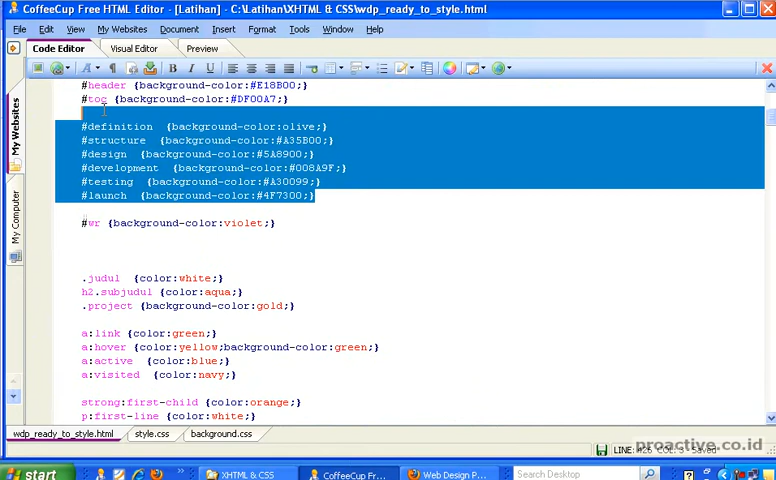 CoffeeCup Free HTML Editor - [Latihan] - C:\Latihan\XHTML & CSS\wdp_ready_to_style.html
File Edit View My Websites Document Insert Format Tools Window Help
Code Editor Visual Editor Preview
My Websites
My Computer
#header {background-color:#E18B00;}
#toc {background-color:#DF00A7;}
#definition {background-color:olive;}
#structure {background-color:#A35B00;}
#design {background-color:#5A8900;}
#development {background-color:#008A9F;}
#testing {background-color:#A30099;}
#launch {background-color:#4F7300;}
#wr {background-color:violet;}
.judul {color:white;}
h2.subjudul {color:aqua;}
.project {background-color:gold;}
a:link {color:green;}
a:hover {color:yellow;background-color:green;}
a:active {color:blue;}
a:visited {color:navy;}
strong:first-child {color:orange;}
p:first-line {color:white;}
wdp_ready_to_style.html style.css background.css
proactive.co.id
LINE: 426 COL: 3 Saved
start XHTML & CSS CoffeeCup Fre... Web Design P... Search Desktop